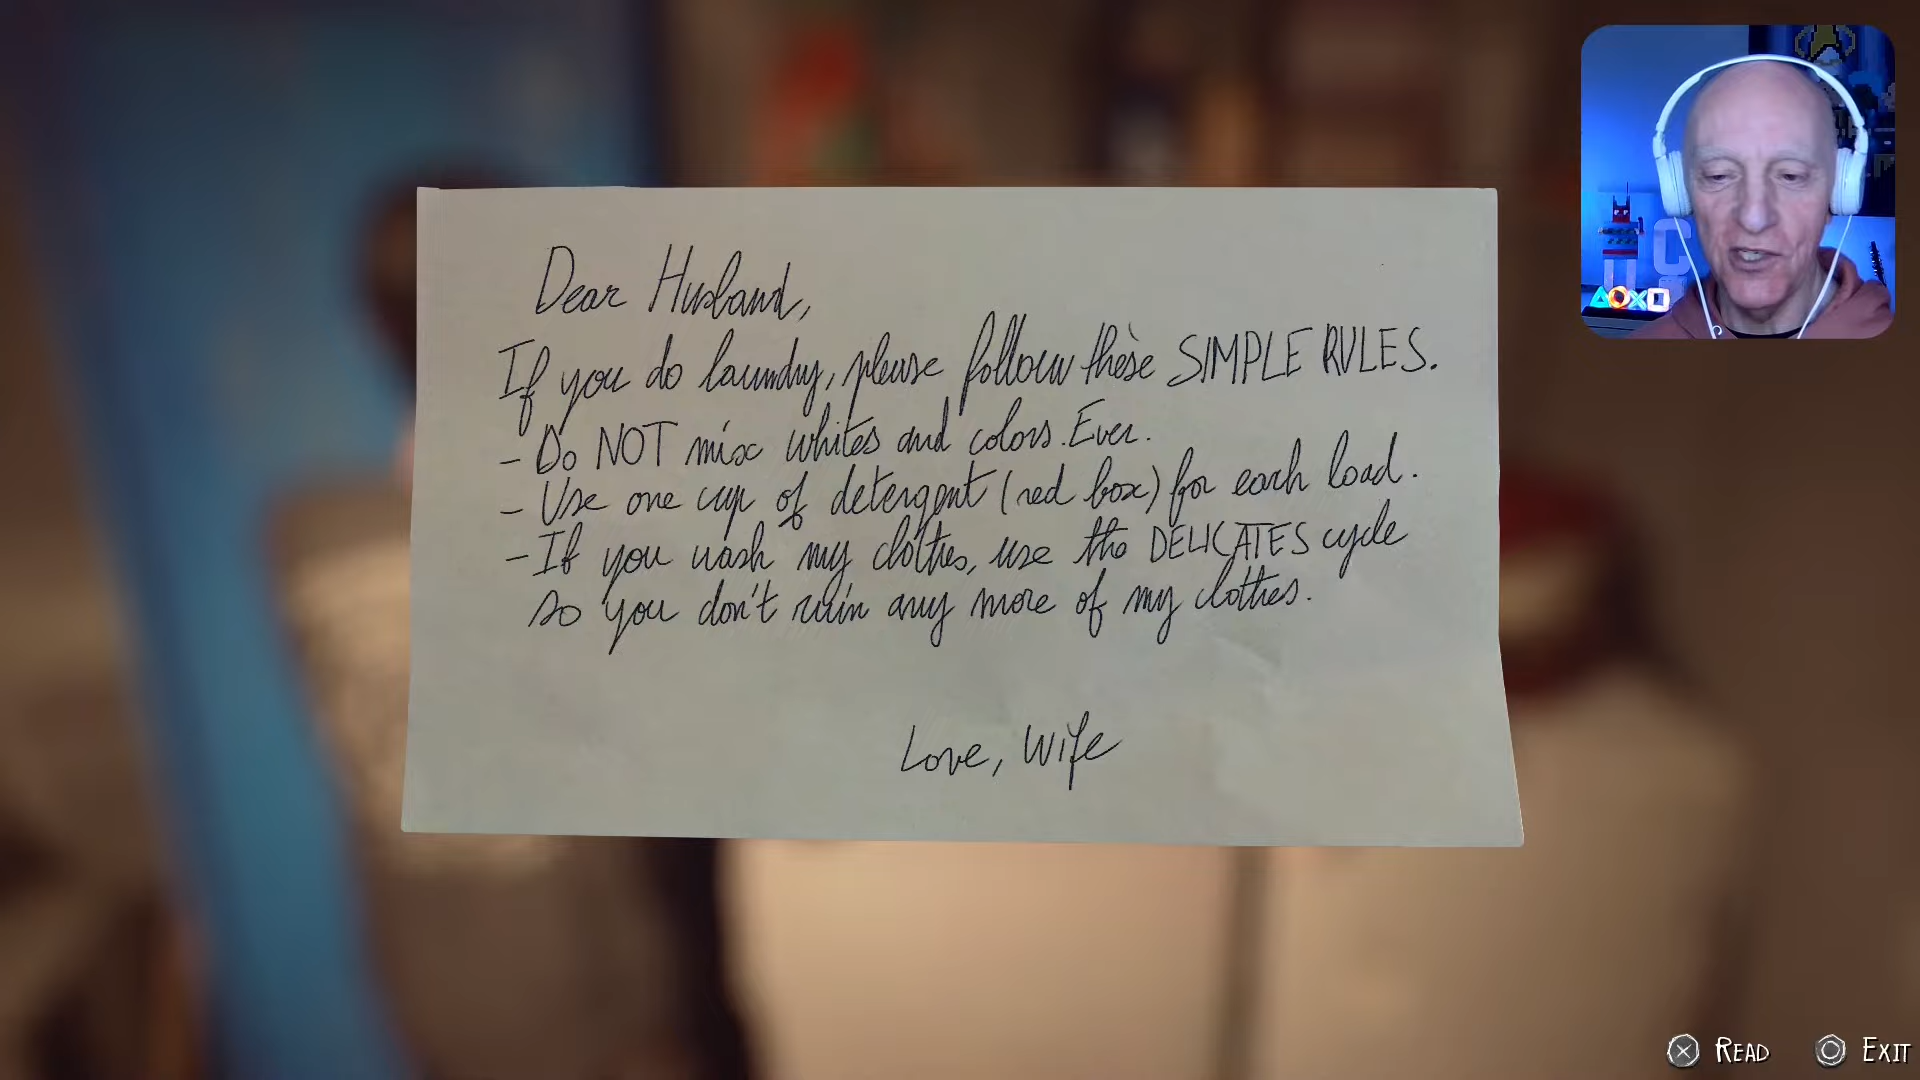 Dear Husband,
If you do laundry, please follow these SIMPLE RULES.
- Do NOT mix whites and colors. Ever.
- Use one cup of detergent (red box) for each load.
- If you wash my clothes, use the DELICATES cycle
so you don't ruin any more of my clothes.
Love, Wife
READ
EXIT